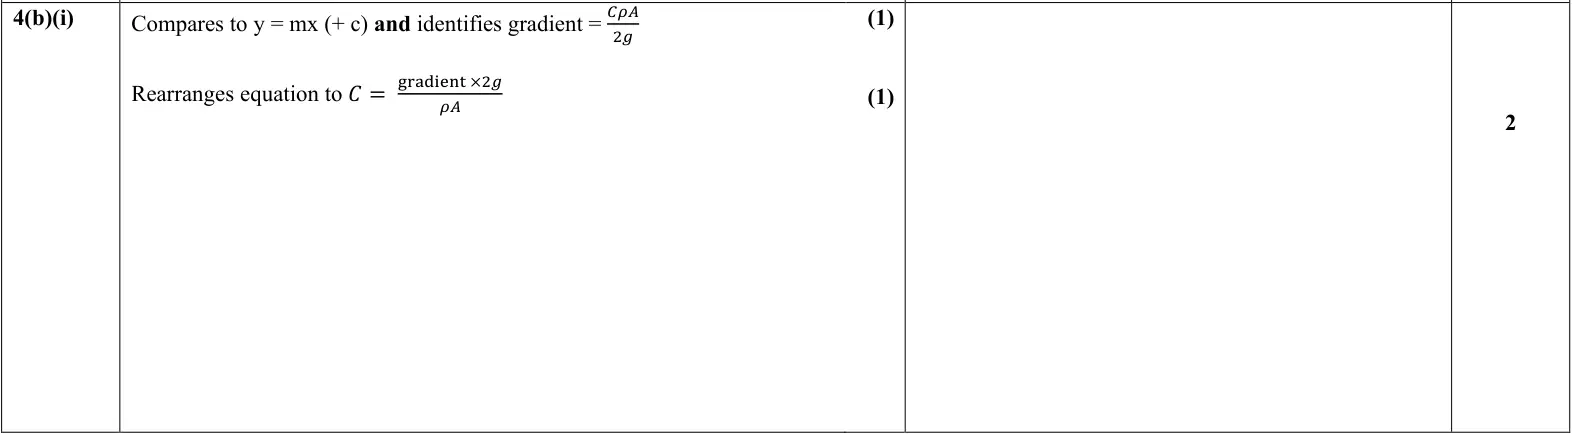 4(b)(i) Compares to y = mx (+ c) and identifies gradient = CρA/2g (1)
Rearranges equation to C = gradient ×2g/ρA (1)
2